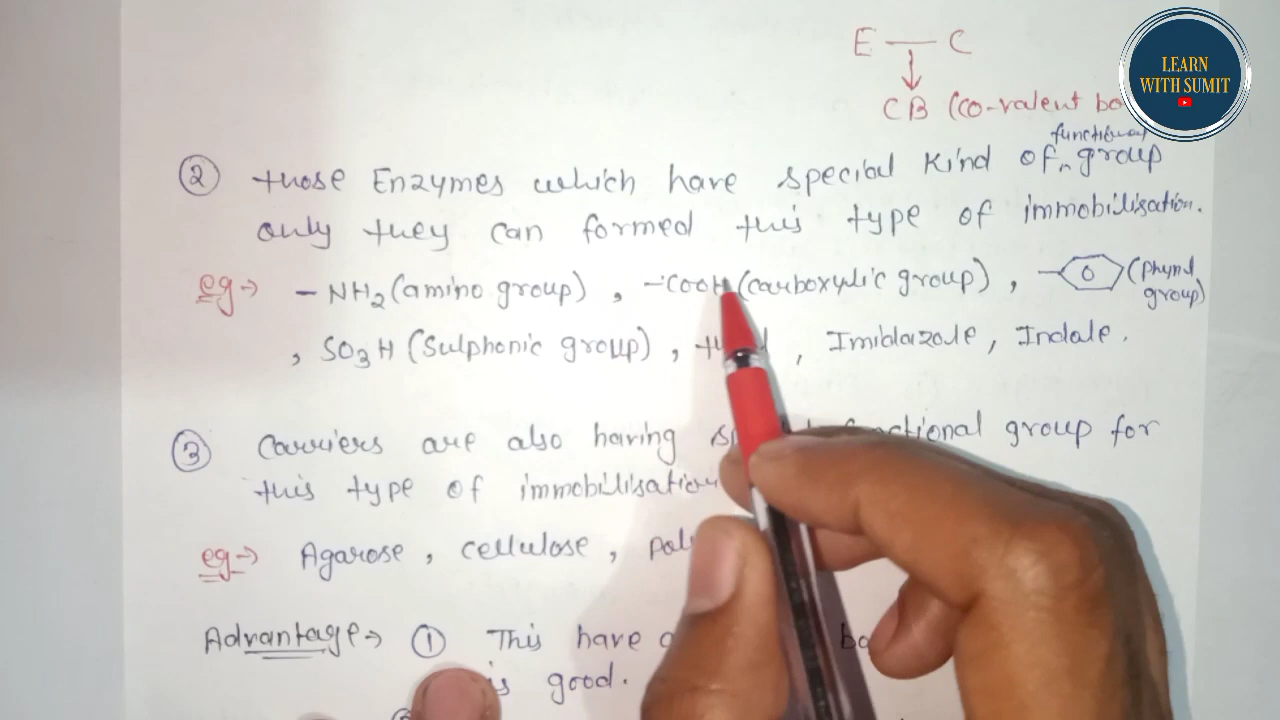 E — C
CB (co-valent bo
LEARN
WITH SUMIT
functional
② those Enzymes which have special kind of group
only they can formed this type of immobilisation.
eg → - NH2 (amino group), -COOH (carboxylic group), (Phynl
group)
, SO3H (Sulphonic group), , Imidazole, Indale.
③ Carriers are also having functional group for
this type of immobilisation
eg → Agarose, cellulose,
Advantage → ① This have
is good.